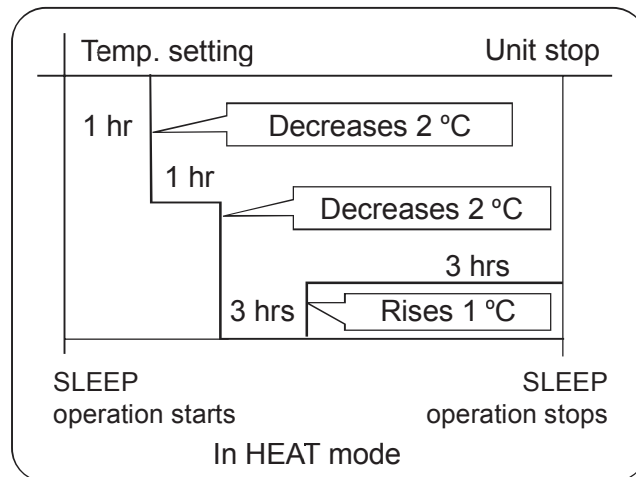 Temp. setting
Unit stop
1 hr
Decreases 2 ºC
1 hr
Decreases 2 ºC
3 hrs
3 hrs
Rises 1 ºC
SLEEP
operation starts
SLEEP
operation stops
In HEAT mode